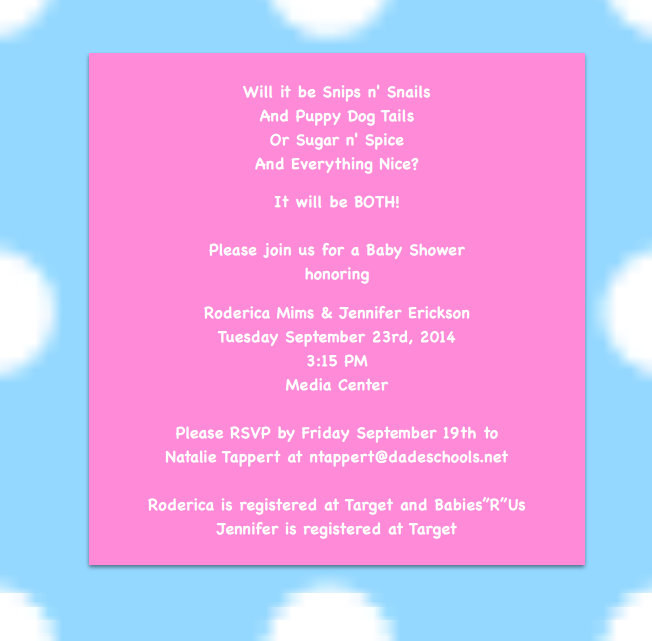 Will it be Snips n' Snails
And Puppy Dog Tails
Or Sugar n' Spice
And Everything Nice?
It will be BOTH!
Please join us for a Baby Shower
honoring
Roderica Mims & Jennifer Erickson
Tuesday September 23rd, 2014
3:15 PM
Media Center
Please RSVP by Friday September 19th to
Natalie Tappert at ntappert@dadeschools.net
Roderica is registered at Target and Babies"R"Us
Jennifer is registered at Target